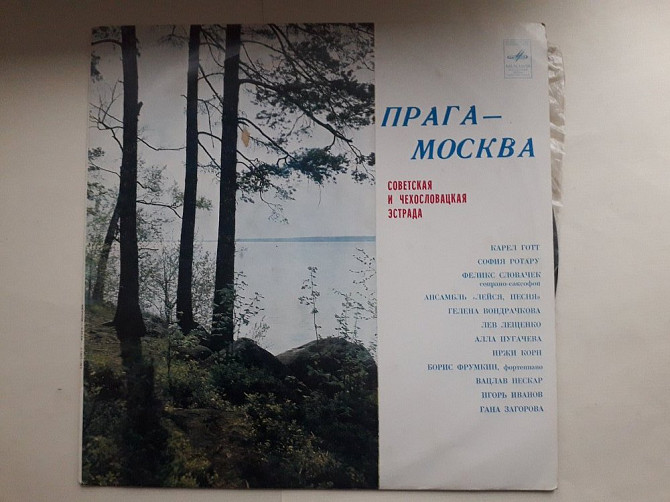 ПРАГА—
МОСКВА
СОВЕТСКАЯ
И ЧЕХОСЛОВАЦКАЯ
ЭСТРАДА
КАРЕЛ ГОТТ
СОФИЯ РОТАРУ
ФЕЛИКС СЛОВАЧЕК
сопрано-саксофон
АНСАМБЛЬ «ЛЕЙСЯ, ПЕСНЯ»
ГЕЛЕНА ВОНДРАЧКОВА
ЛЕВ ЛЕЩЕНКО
АЛЛА ПУГАЧЕВА
ИРЖИ КОРН
БОРИС ФРУМКИН, фортепиано
ВАЦЛАВ НЕСКАР
ИГОРЬ ИВАНОВ
ГАНА ЗАГОРОВА